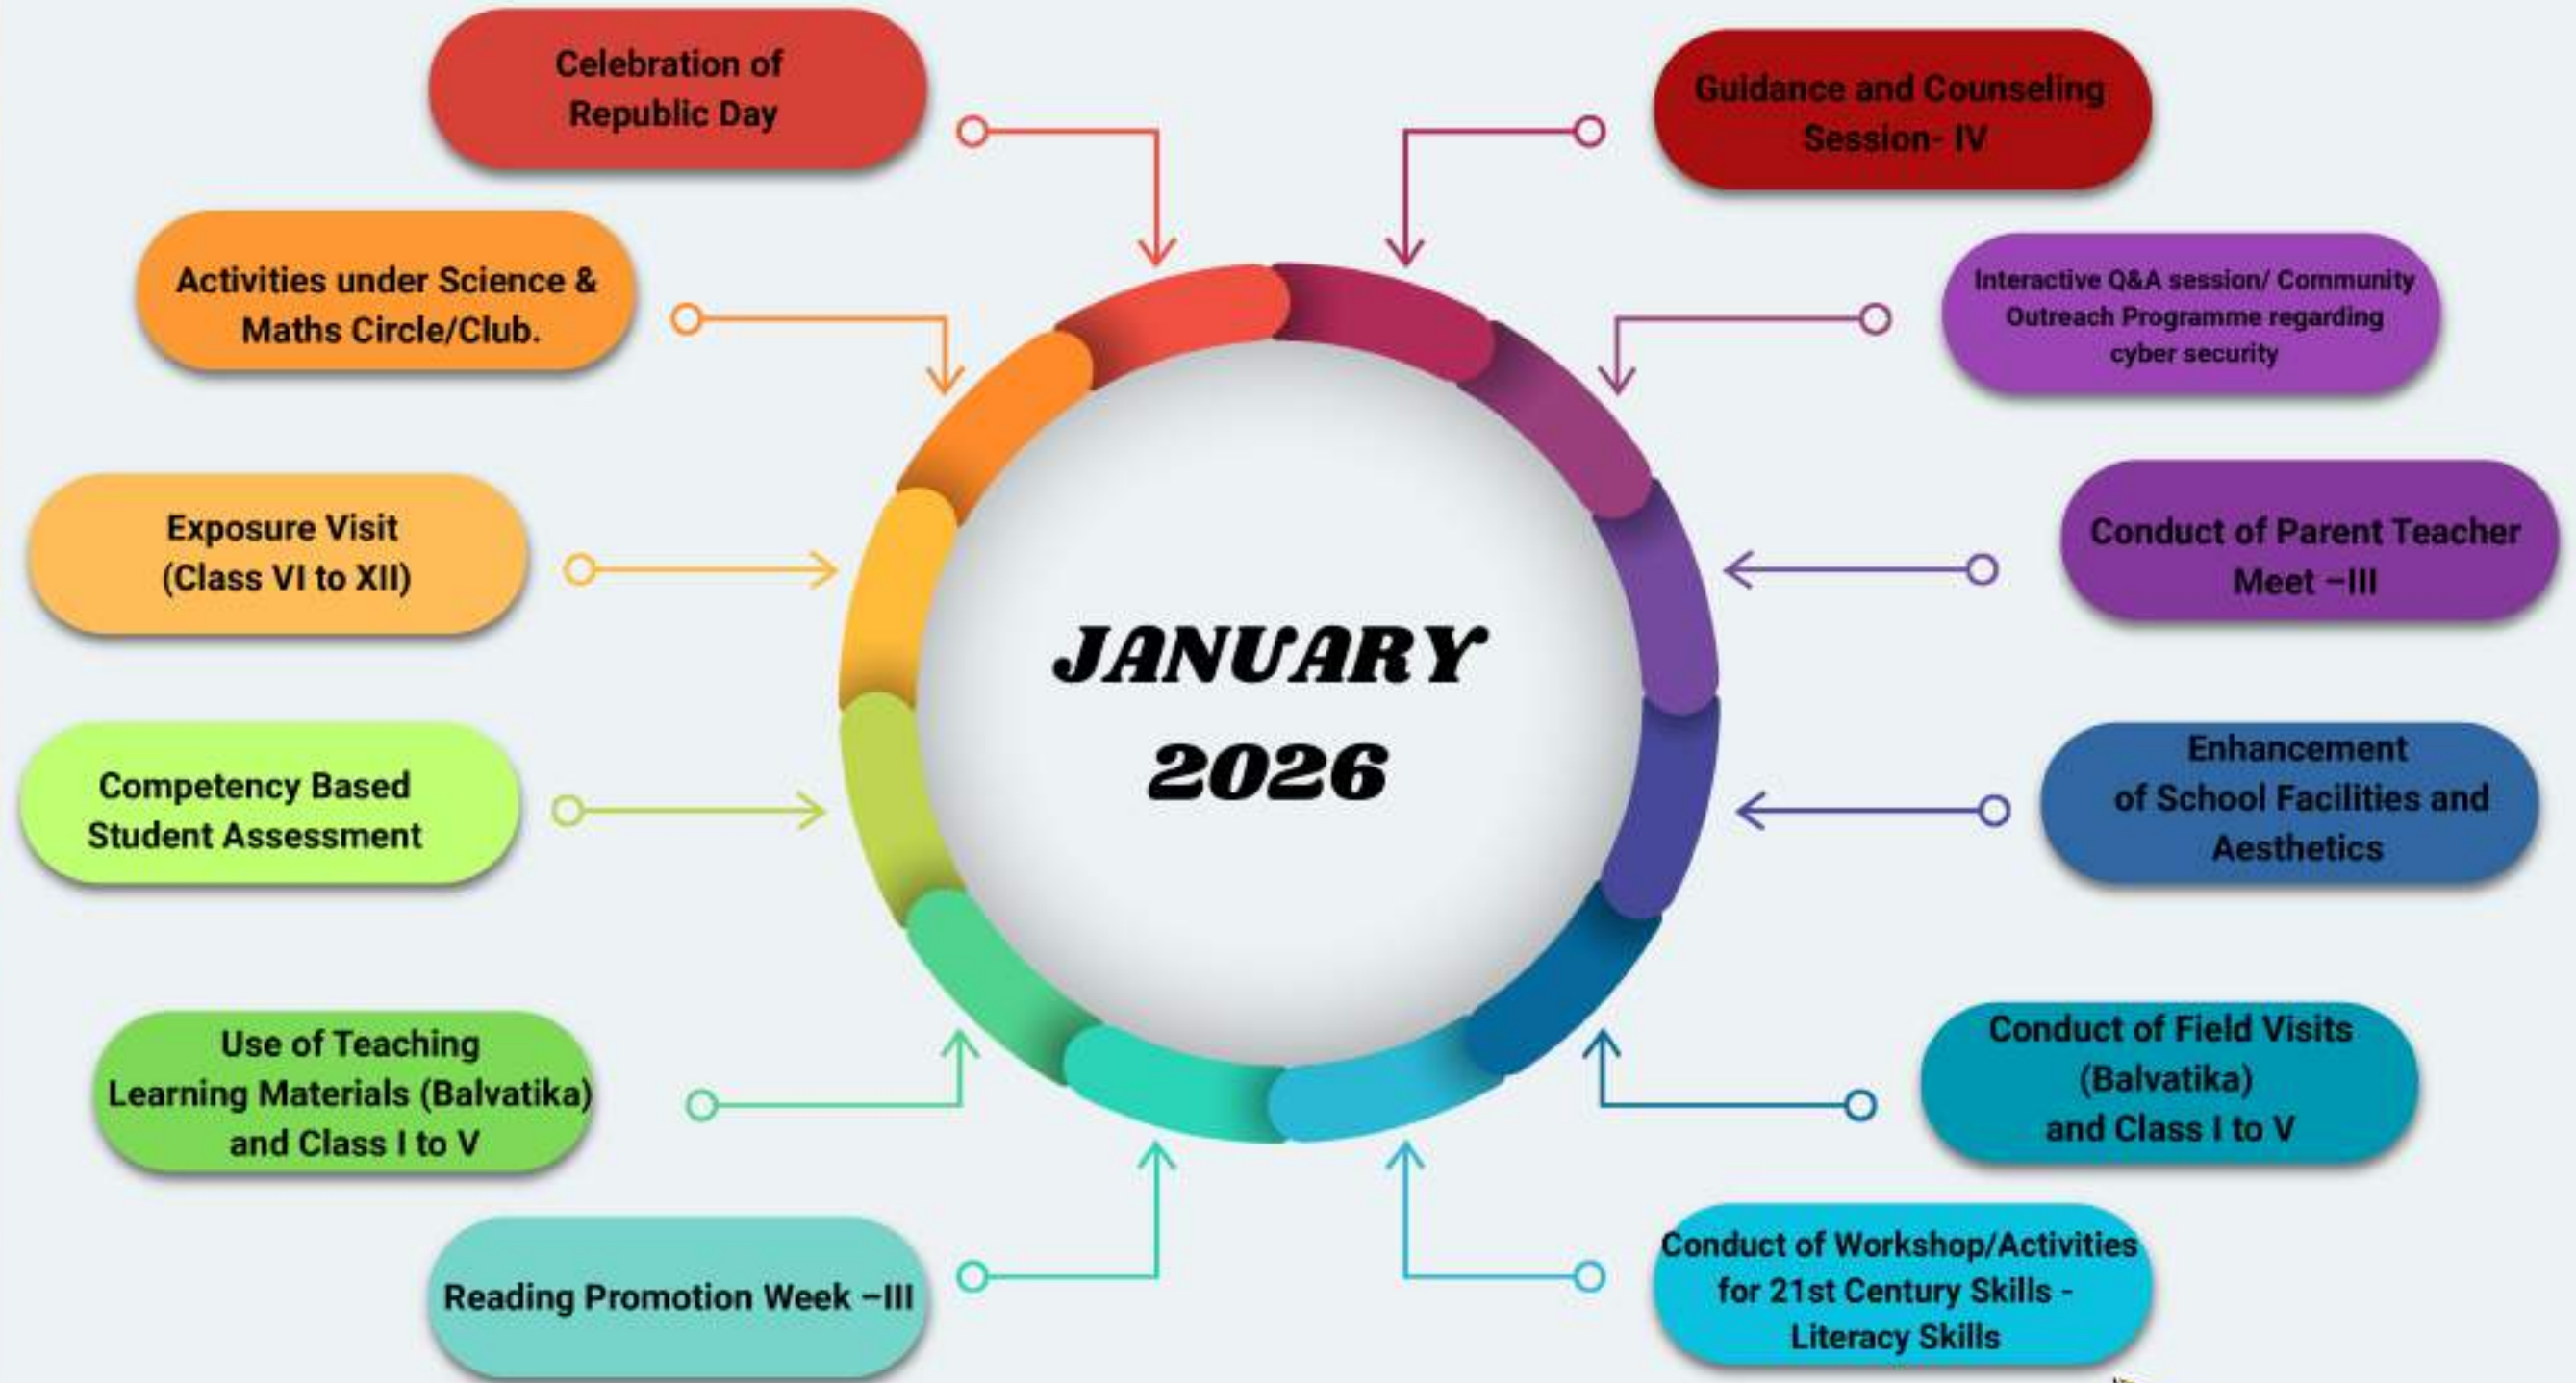 Celebration of
Republic Day
Guidance and Counseling
Session- IV
Activities under Science &
Maths Circle/Club.
Interactive Q&A session/ Community
Outreach Programme regarding
cyber security
Exposure Visit
(Class VI to XII)
Conduct of Parent Teacher
Meet –III
JANUARY
2026
Competency Based
Student Assessment
Enhancement
of School Facilities and
Aesthetics
Use of Teaching
Learning Materials (Balvatika)
and Class I to V
Conduct of Field Visits
(Balvatika)
and Class I to V
Reading Promotion Week –III
Conduct of Workshop/Activities
for 21st Century Skills -
Literacy Skills